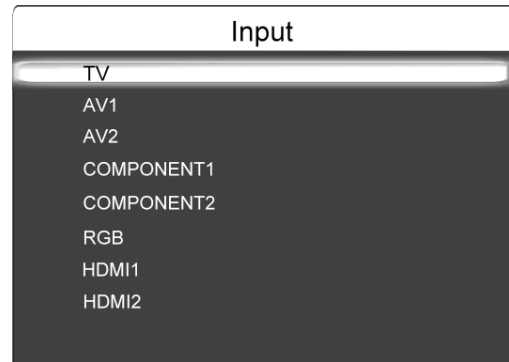 Input
TV
AV1
AV2
COMPONENT1
COMPONENT2
RGB
HDMI1
HDMI2